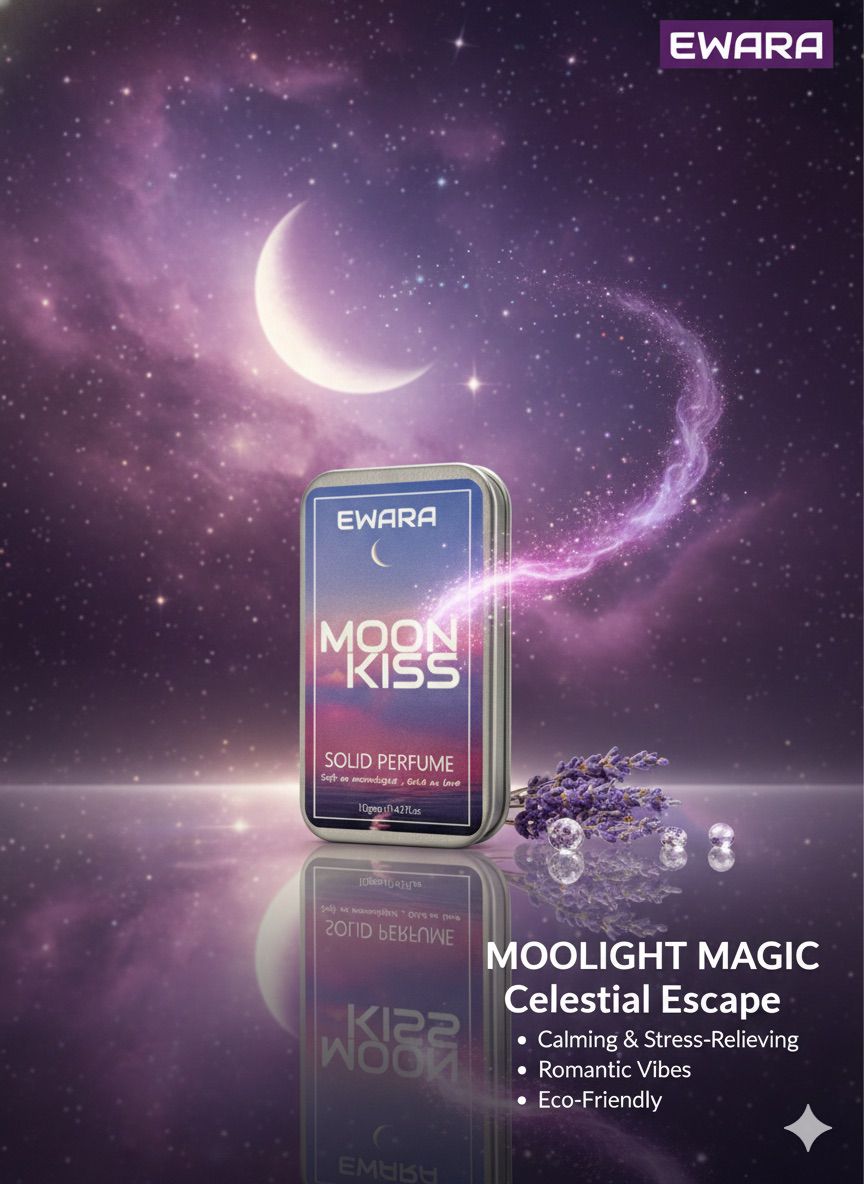 EWARA
EWARA
MOON
KISS
SOLID PERFUME
MOOLIGHT MAGIC
Celestial Escape
• Calming & Stress-Relieving
• Romantic Vibes
• Eco-Friendly